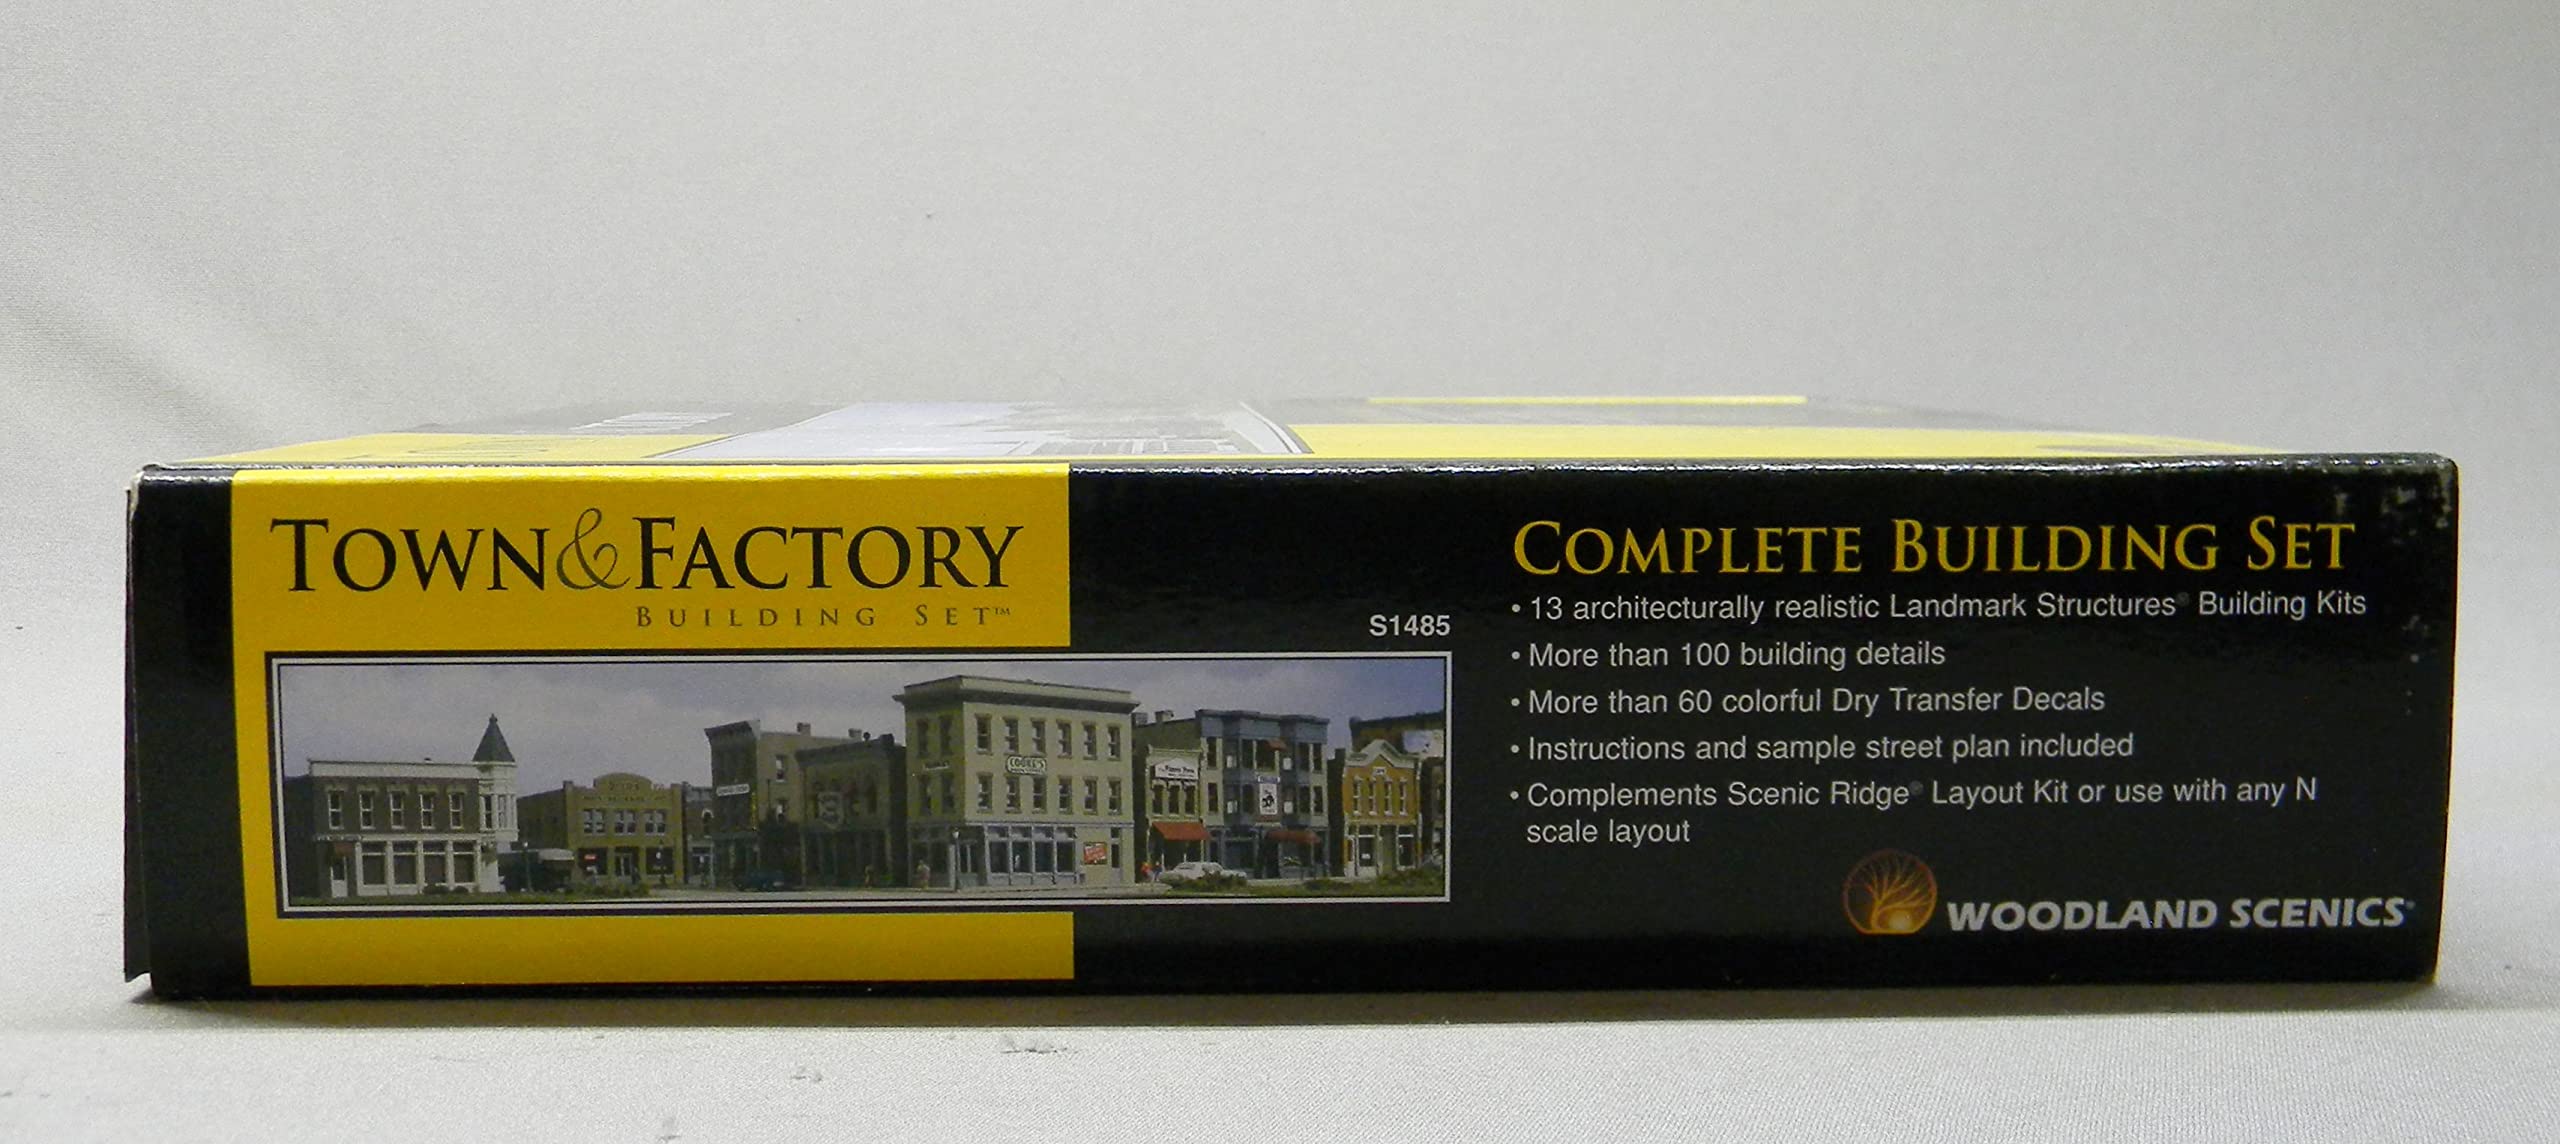 TOWN & FACTORY
BUILDING SET™
S1485
COOKE'S
COMPLETE BUILDING SET
• 13 architecturally realistic Landmark Structures® Building Kits
• More than 100 building details
• More than 60 colorful Dry Transfer Decals
• Instructions and sample street plan included
• Complements Scenic Ridge® Layout Kit or use with any N
scale layout
WOODLAND SCENICS®